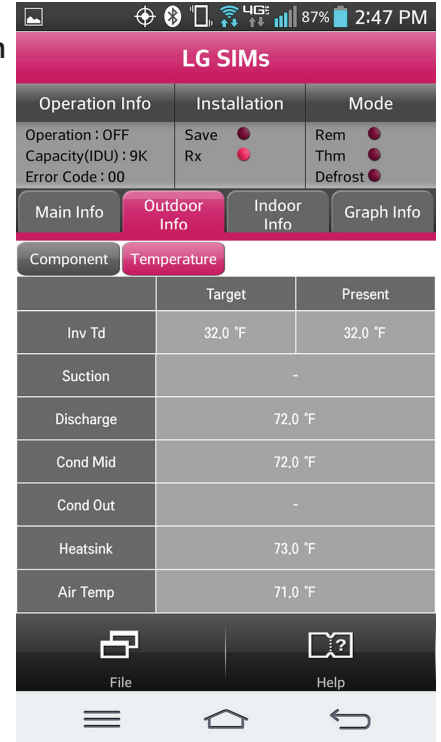 4G 87% 2:47 PM
n
LG SIMs
Operation Info Installation Mode
Operation : OFF Save Rem
Capacity(IDU) : 9K Rx Thm
Error Code : 00 Defrost
Main Info Outdoor Info Indoor Info Graph Info
Component Temperature
Target Present
Inv Td 32.0 °F 32.0 °F
Suction -
Discharge 72.0 °F
Cond Mid 72.0 °F
Cond Out -
Heatsink 73.0 °F
Air Temp 71.0 °F
?
File Help